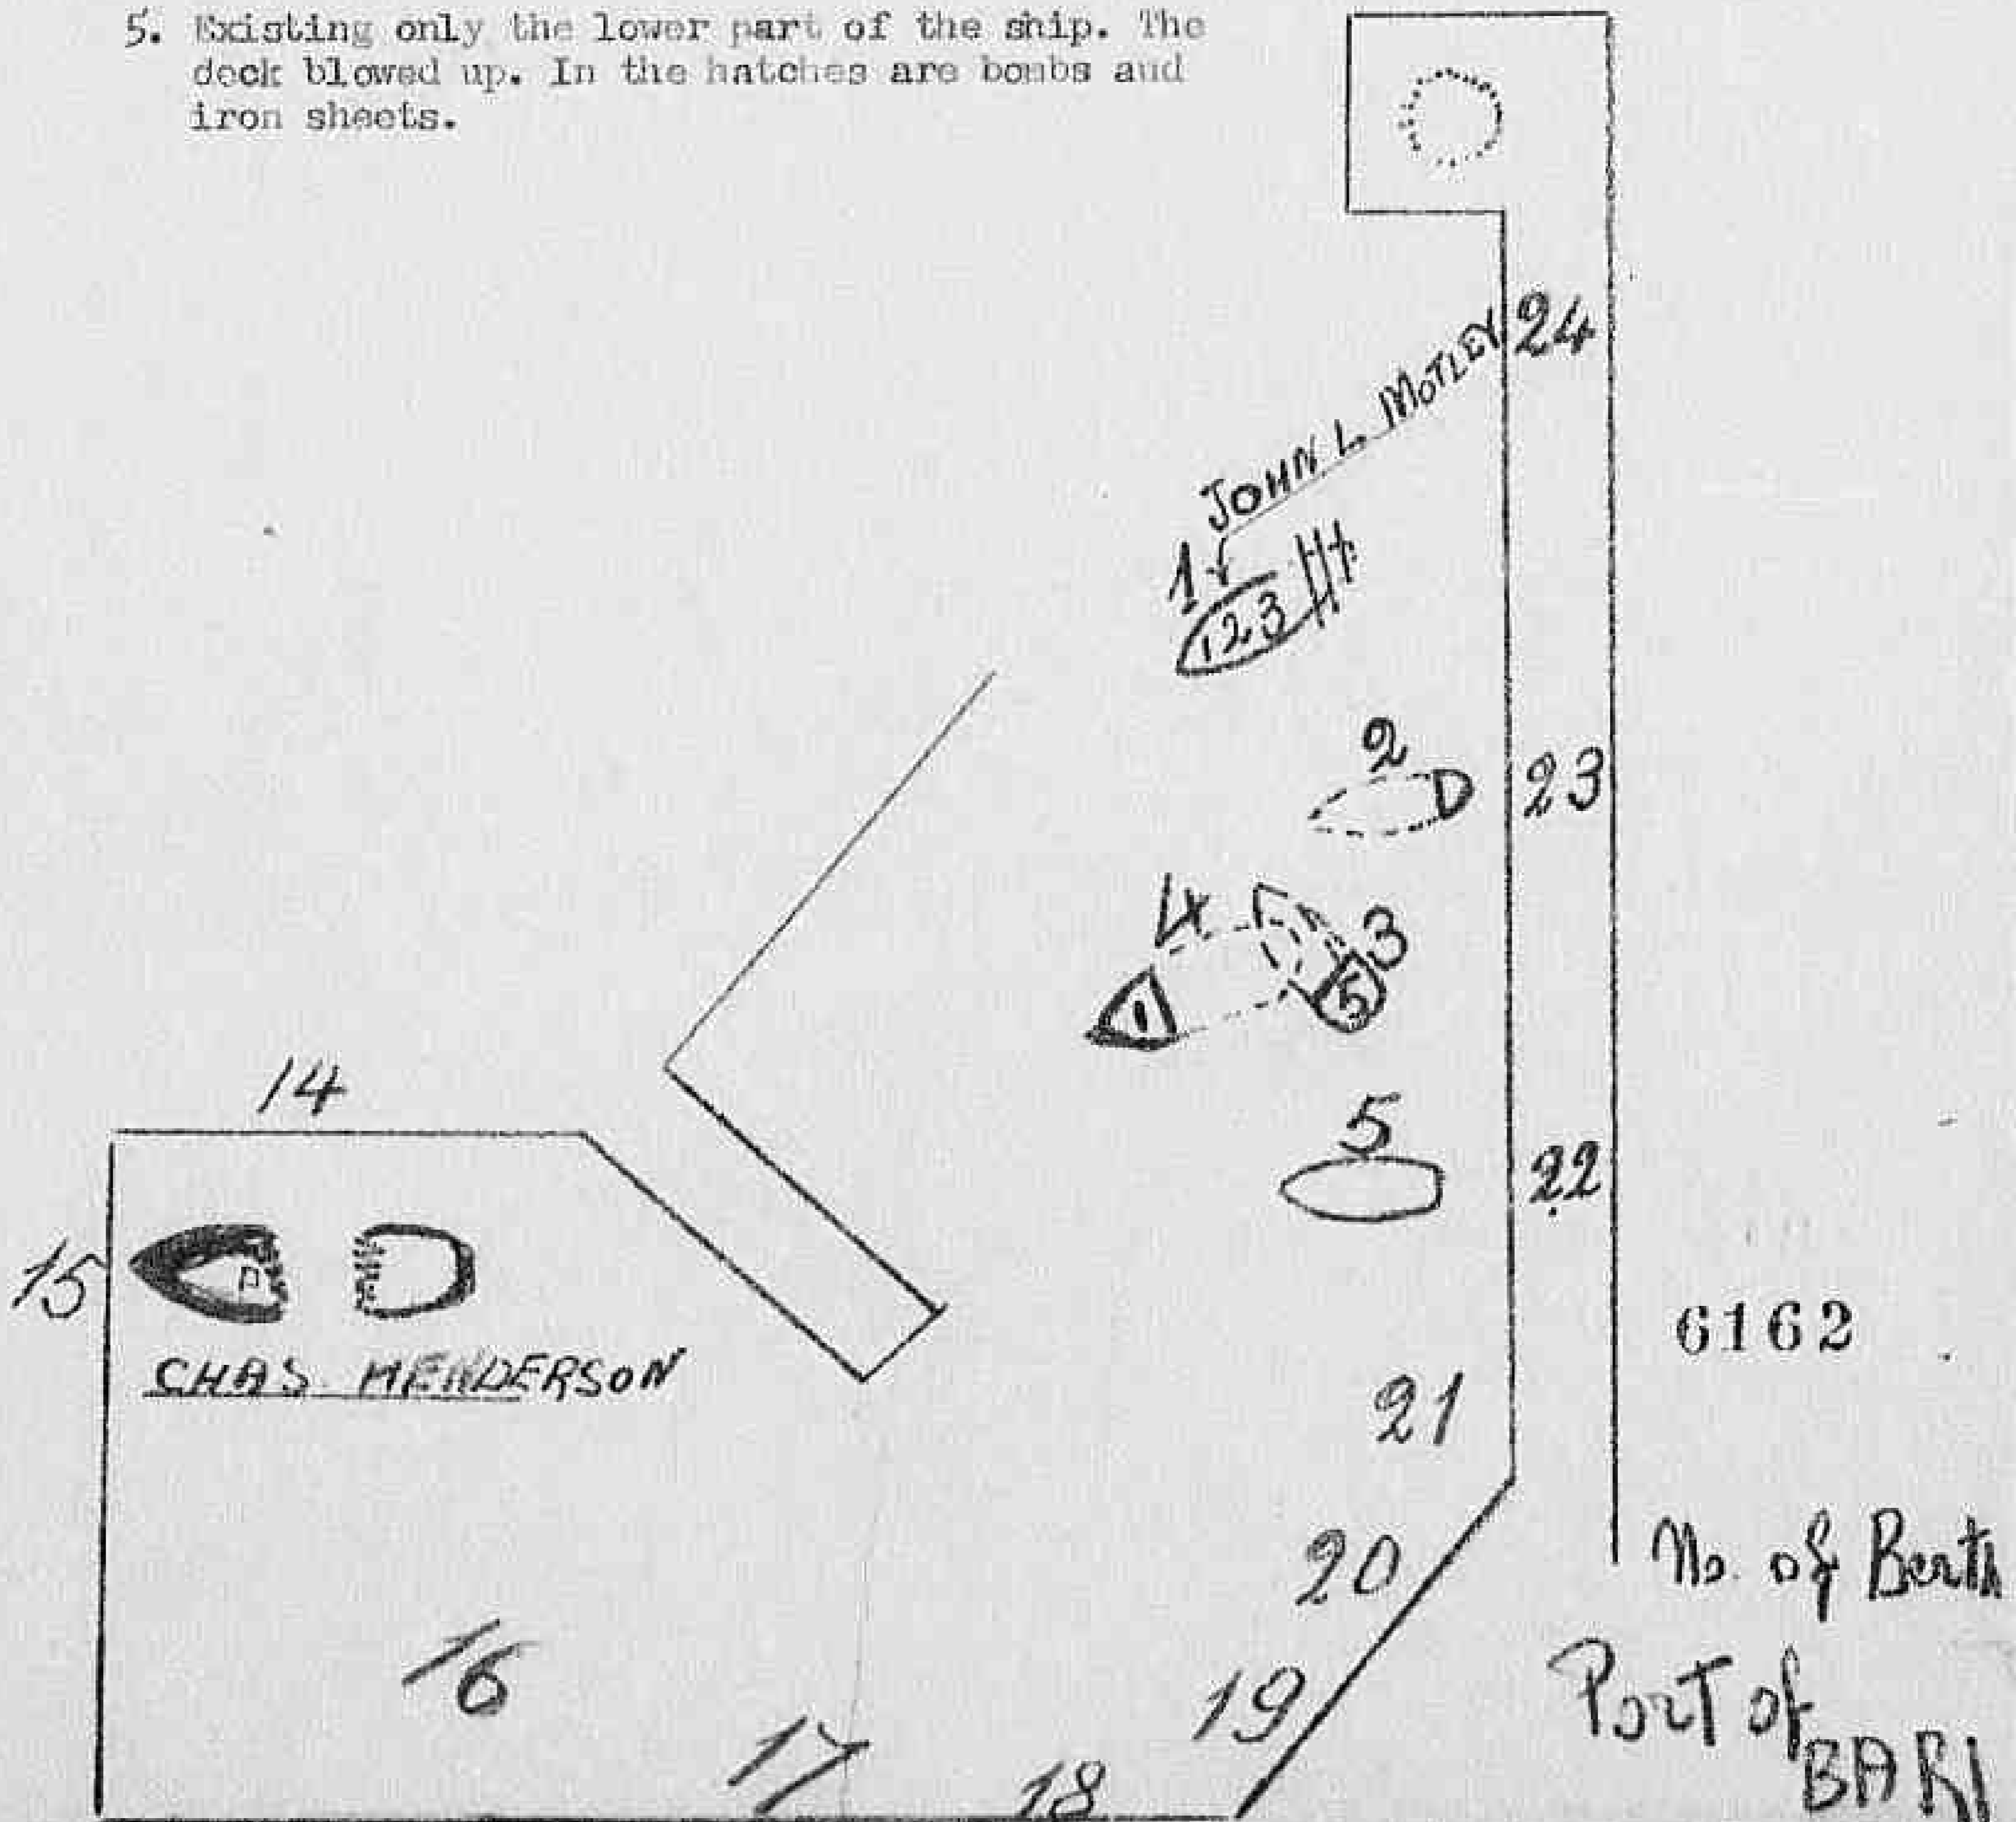 5. Existing only the lower part of the ship. The
deck blowed up. In the hatches are bombs and
iron sheets.
24
JOHN L MOTLEY
1
123
2
23
4
3
1
5
14
5
22
15
P
6162
CHAS HENDERSON
21
20
No. of Berth
16
19
Port of
BARI
17
18